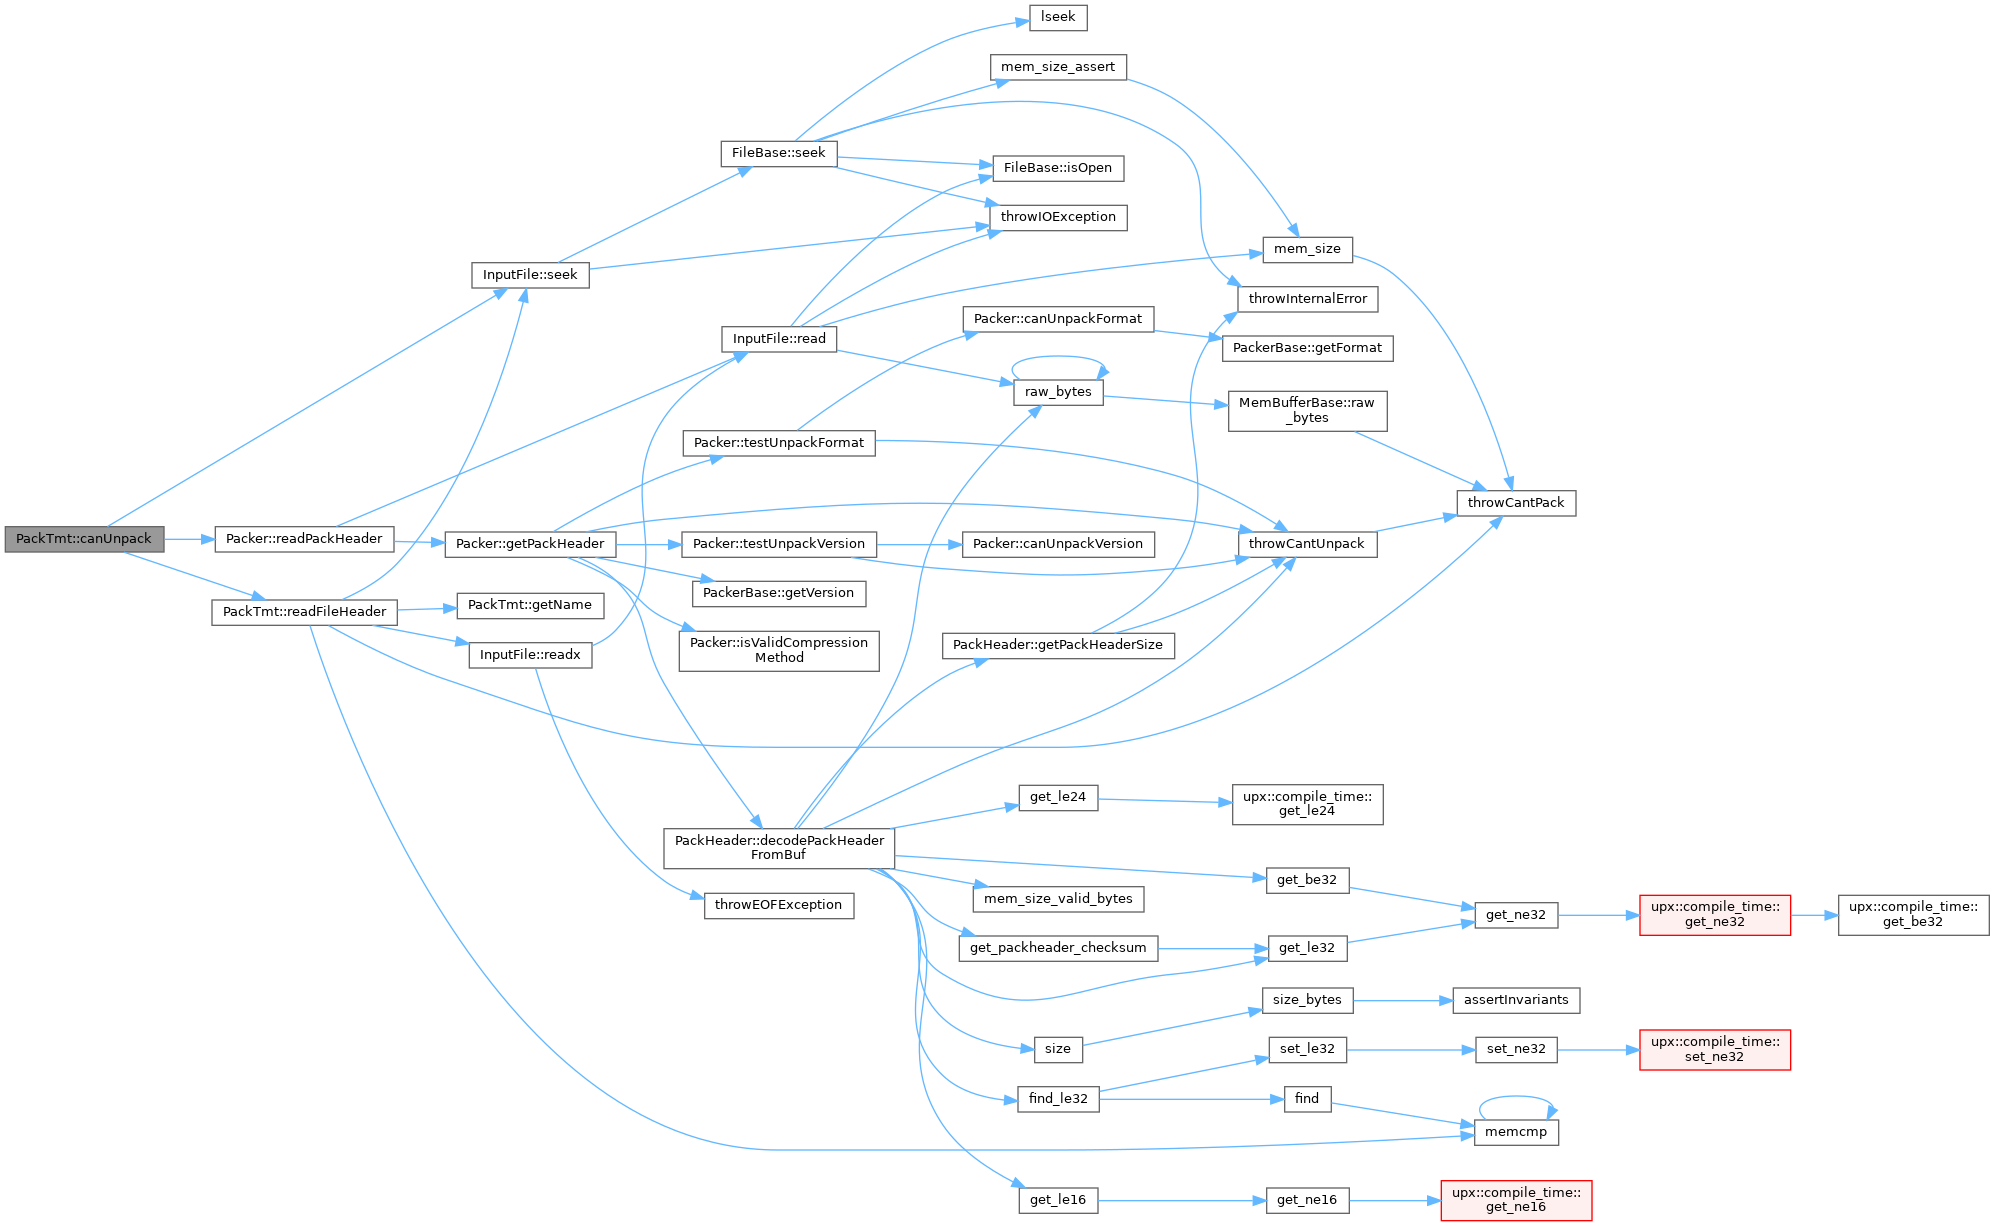 lseek
mem_size_assert
FileBase::seek
FileBase::isOpen
throwIOException
mem_size
InputFile::seek
throwInternalError
Packer::canUnpackFormat
InputFile::read
PackerBase::getFormat
raw_bytes
MemBufferBase::raw
_bytes
Packer::testUnpackFormat
throwCantPack
PackTmt::canUnpack
Packer::readPackHeader
Packer::getPackHeader
Packer::testUnpackVersion
Packer::canUnpackVersion
throwCantUnpack
PackerBase::getVersion
PackTmt::readFileHeader
PackTmt::getName
Packer::isValidCompression
Method
PackHeader::getPackHeaderSize
InputFile::readx
get_le24
upx::compile_time::
get_le24
PackHeader::decodePackHeader
FromBuf
get_be32
mem_size_valid_bytes
throwEOFException
get_ne32
upx::compile_time::
get_ne32
upx::compile_time::
get_be32
get_packheader_checksum
get_le32
size_bytes
assertInvariants
size
set_le32
set_ne32
upx::compile_time::
set_ne32
find_le32
find
memcmp
get_le16
get_ne16
upx::compile_time::
get_ne16